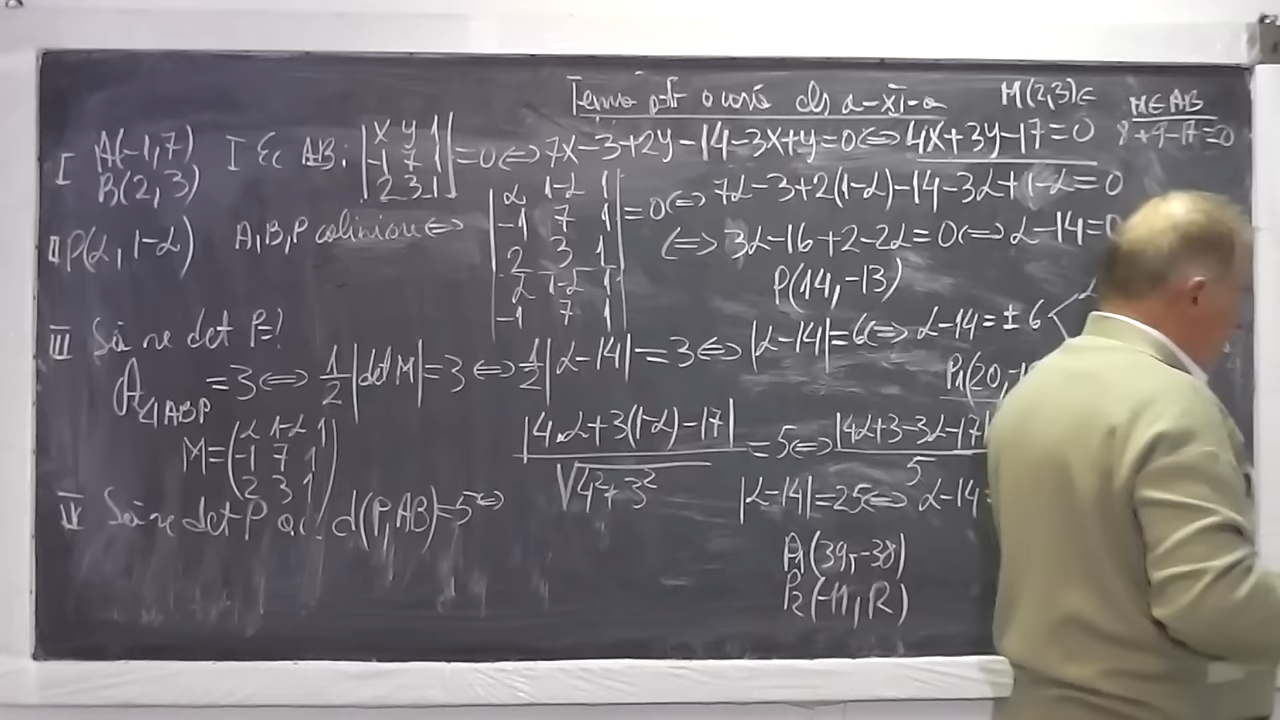 Temă pt. ora cls a-XI-a
M(2,3)∈
M∈AB
8+9-17=0
I A(-1,7)
B(2,3)
I Ec AB: |x y 1; -1 7 1; 2 3 1| =0⇔7x-3+2y-14-3x+y=0⇔4x+3y-17=0
II P(α,1-α) A,B,P coliniare⇔ |α 1-α 1; -1 7 1; 2 3 1; α 1-α 1; -1 7 1| =0⇔7α-3+2(1-α)-14-3α+1-α=0
⇔3α-16+2-2α=0⇔α-14=0
P(14,-13)
III Să se det P=?
A△ABP =3⇔1/2|det M|=3⇔1/2|α-14|=3⇔|α-14|=6⇔α-14=±6
P1(20,-1
M=(α 1-α 1; -1 7 1; 2 3 1)
IV Să se det P a.î. d(P,AB)=5⇔
|4.α+3(1-α)-17|/√4²+3² =5⇔|4α+3-3α-17|/5
|α-14|=25⇔α-14=
P1(39,-38)
P2(-11,12)